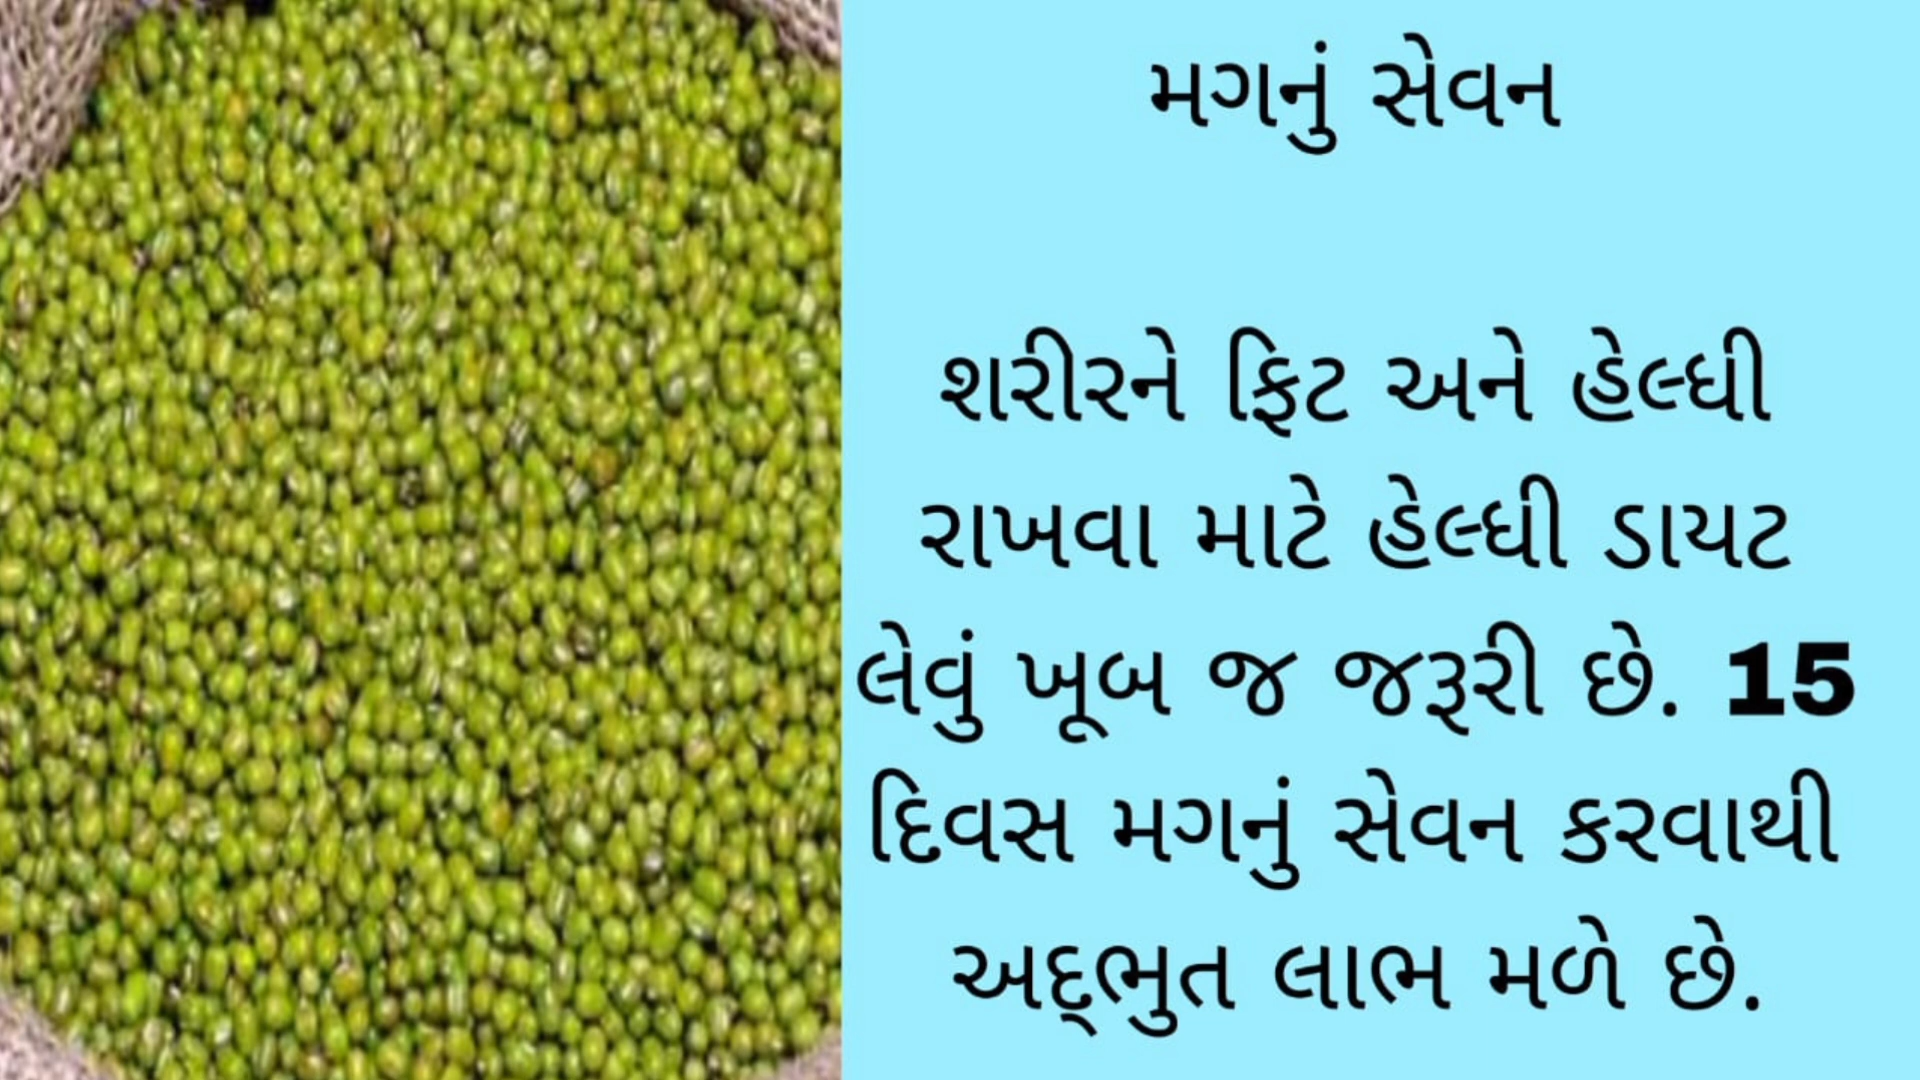 મગનું સેવન
શરીરને ફિટ અને હેલ્ધી
રાખવા માટે હેલ્ધી ડાયટ
લેવું ખૂબ જ જરૂરી છે. 15
દિવસ મગનું સેવન કરવાથી
અદ્‍ભુત લાભ મળે છે.